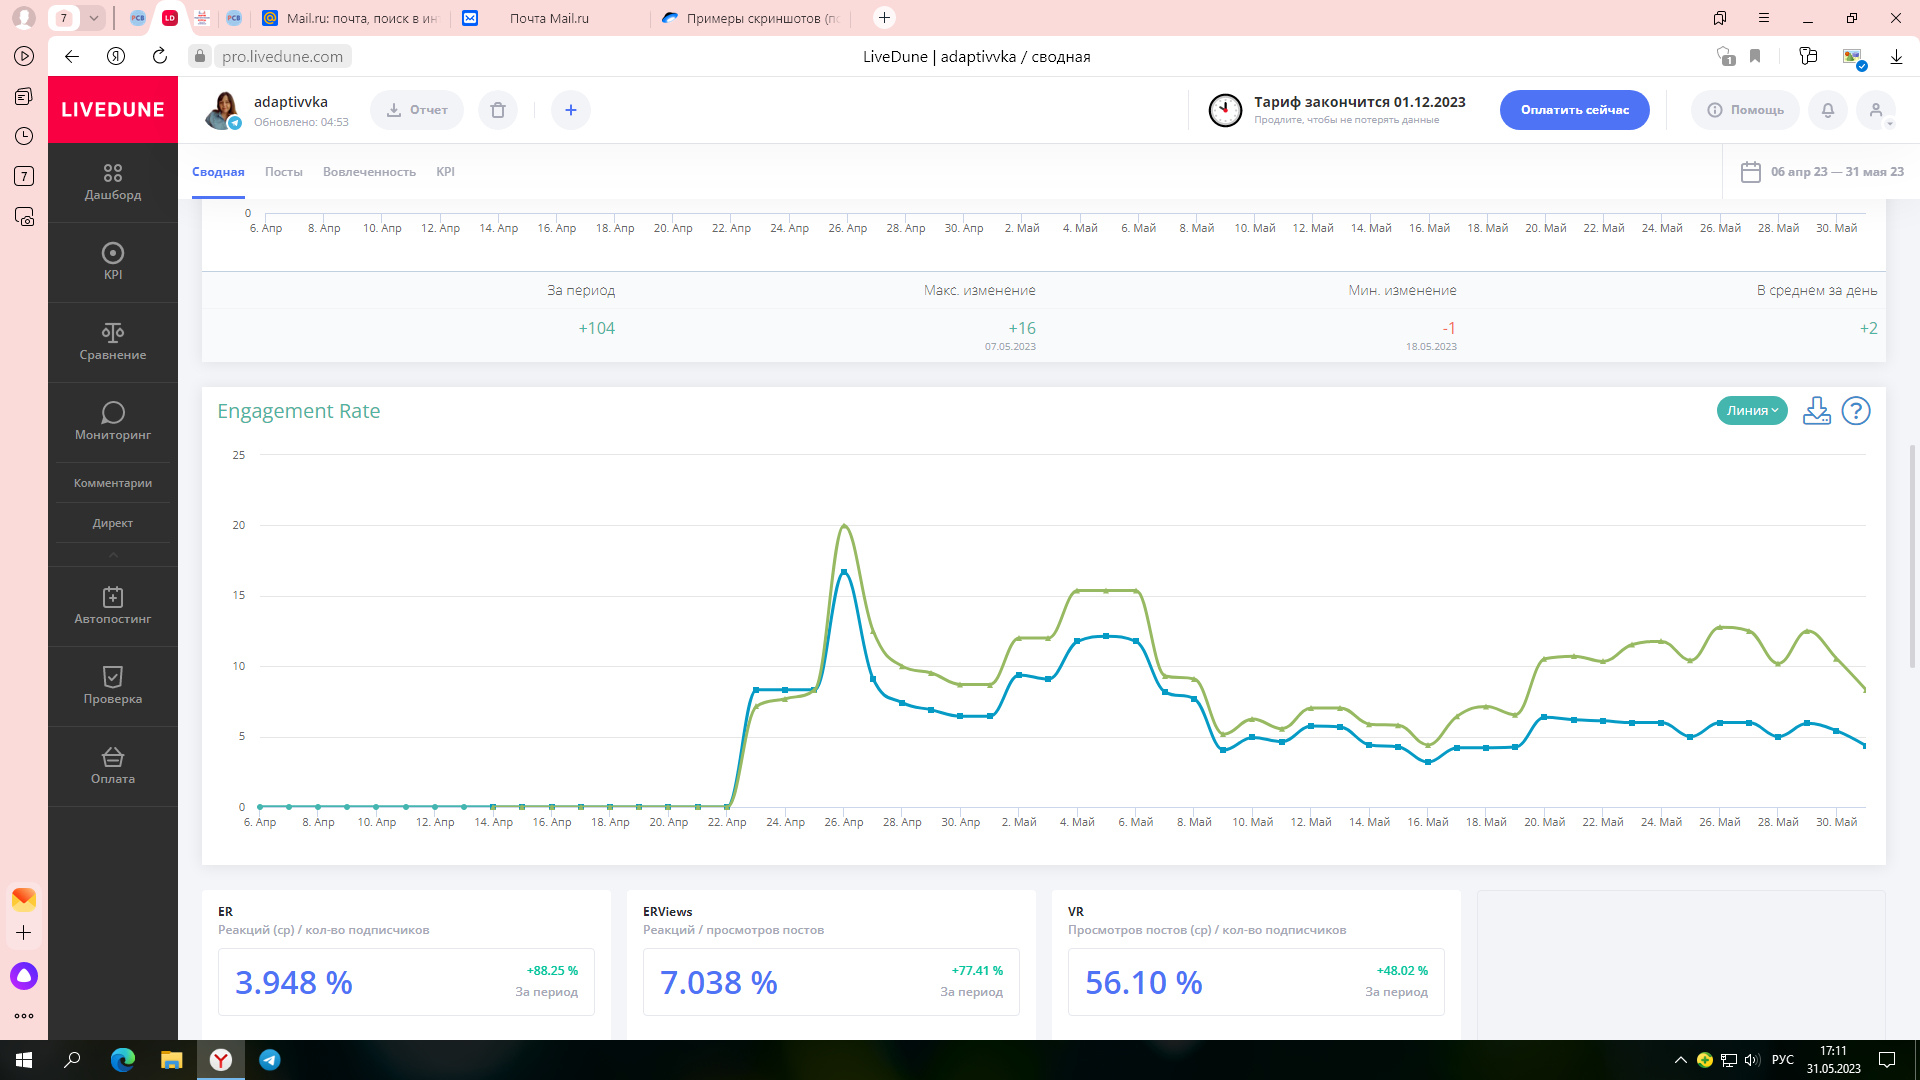 7
PCB
LD
PCB
Mail.ru: почта, поиск в ин
Почта Mail.ru
Примеры скриншотов (по
pro.livedune.com
LiveDune | adaptivvka / сводная
1
LIVEDUNE
adaptivvka
Обновлено: 04:53
Отчет
Тариф закончится 01.12.2023
Продлите, чтобы не потерять данные
Оплатить сейчас
Помощь
7
Дашборд
KPI
Сравнение
Мониторинг
Комментарии
Директ
Автопостинг
Проверка
Оплата
Сводная
Посты
Вовлеченность
KPI
06 апр 23 — 31 мая 23
0
6. Апр 8. Апр 10. Апр 12. Апр 14. Апр 16. Апр 18. Апр 20. Апр 22. Апр 24. Апр 26. Апр 28. Апр 30. Апр 2. Май 4. Май 6. Май 8. Май 10. Май 12. Май 14. Май 16. Май 18. Май 20. Май 22. Май 24. Май 26. Май 28. Май 30. Май
За период Макс. изменение Мин. изменение В среднем за день
+104 +16 -1 +2
07.05.2023 18.05.2023
Engagement Rate
Линия
?
25
20
15
10
5
0
6. Апр 8. Апр 10. Апр 12. Апр 14. Апр 16. Апр 18. Апр 20. Апр 22. Апр 24. Апр 26. Апр 28. Апр 30. Апр 2. Май 4. Май 6. Май 8. Май 10. Май 12. Май 14. Май 16. Май 18. Май 20. Май 22. Май 24. Май 26. Май 28. Май 30. Май
ER
Реакций (ср) / кол-во подписчиков
3.948 %
+88.25 %
За период
ERViews
Реакций / просмотров постов
7.038 %
+77.41 %
За период
VR
Просмотров постов (ср) / кол-во подписчиков
56.10 %
+48.02 %
За период
РУС
17:11
31.05.2023